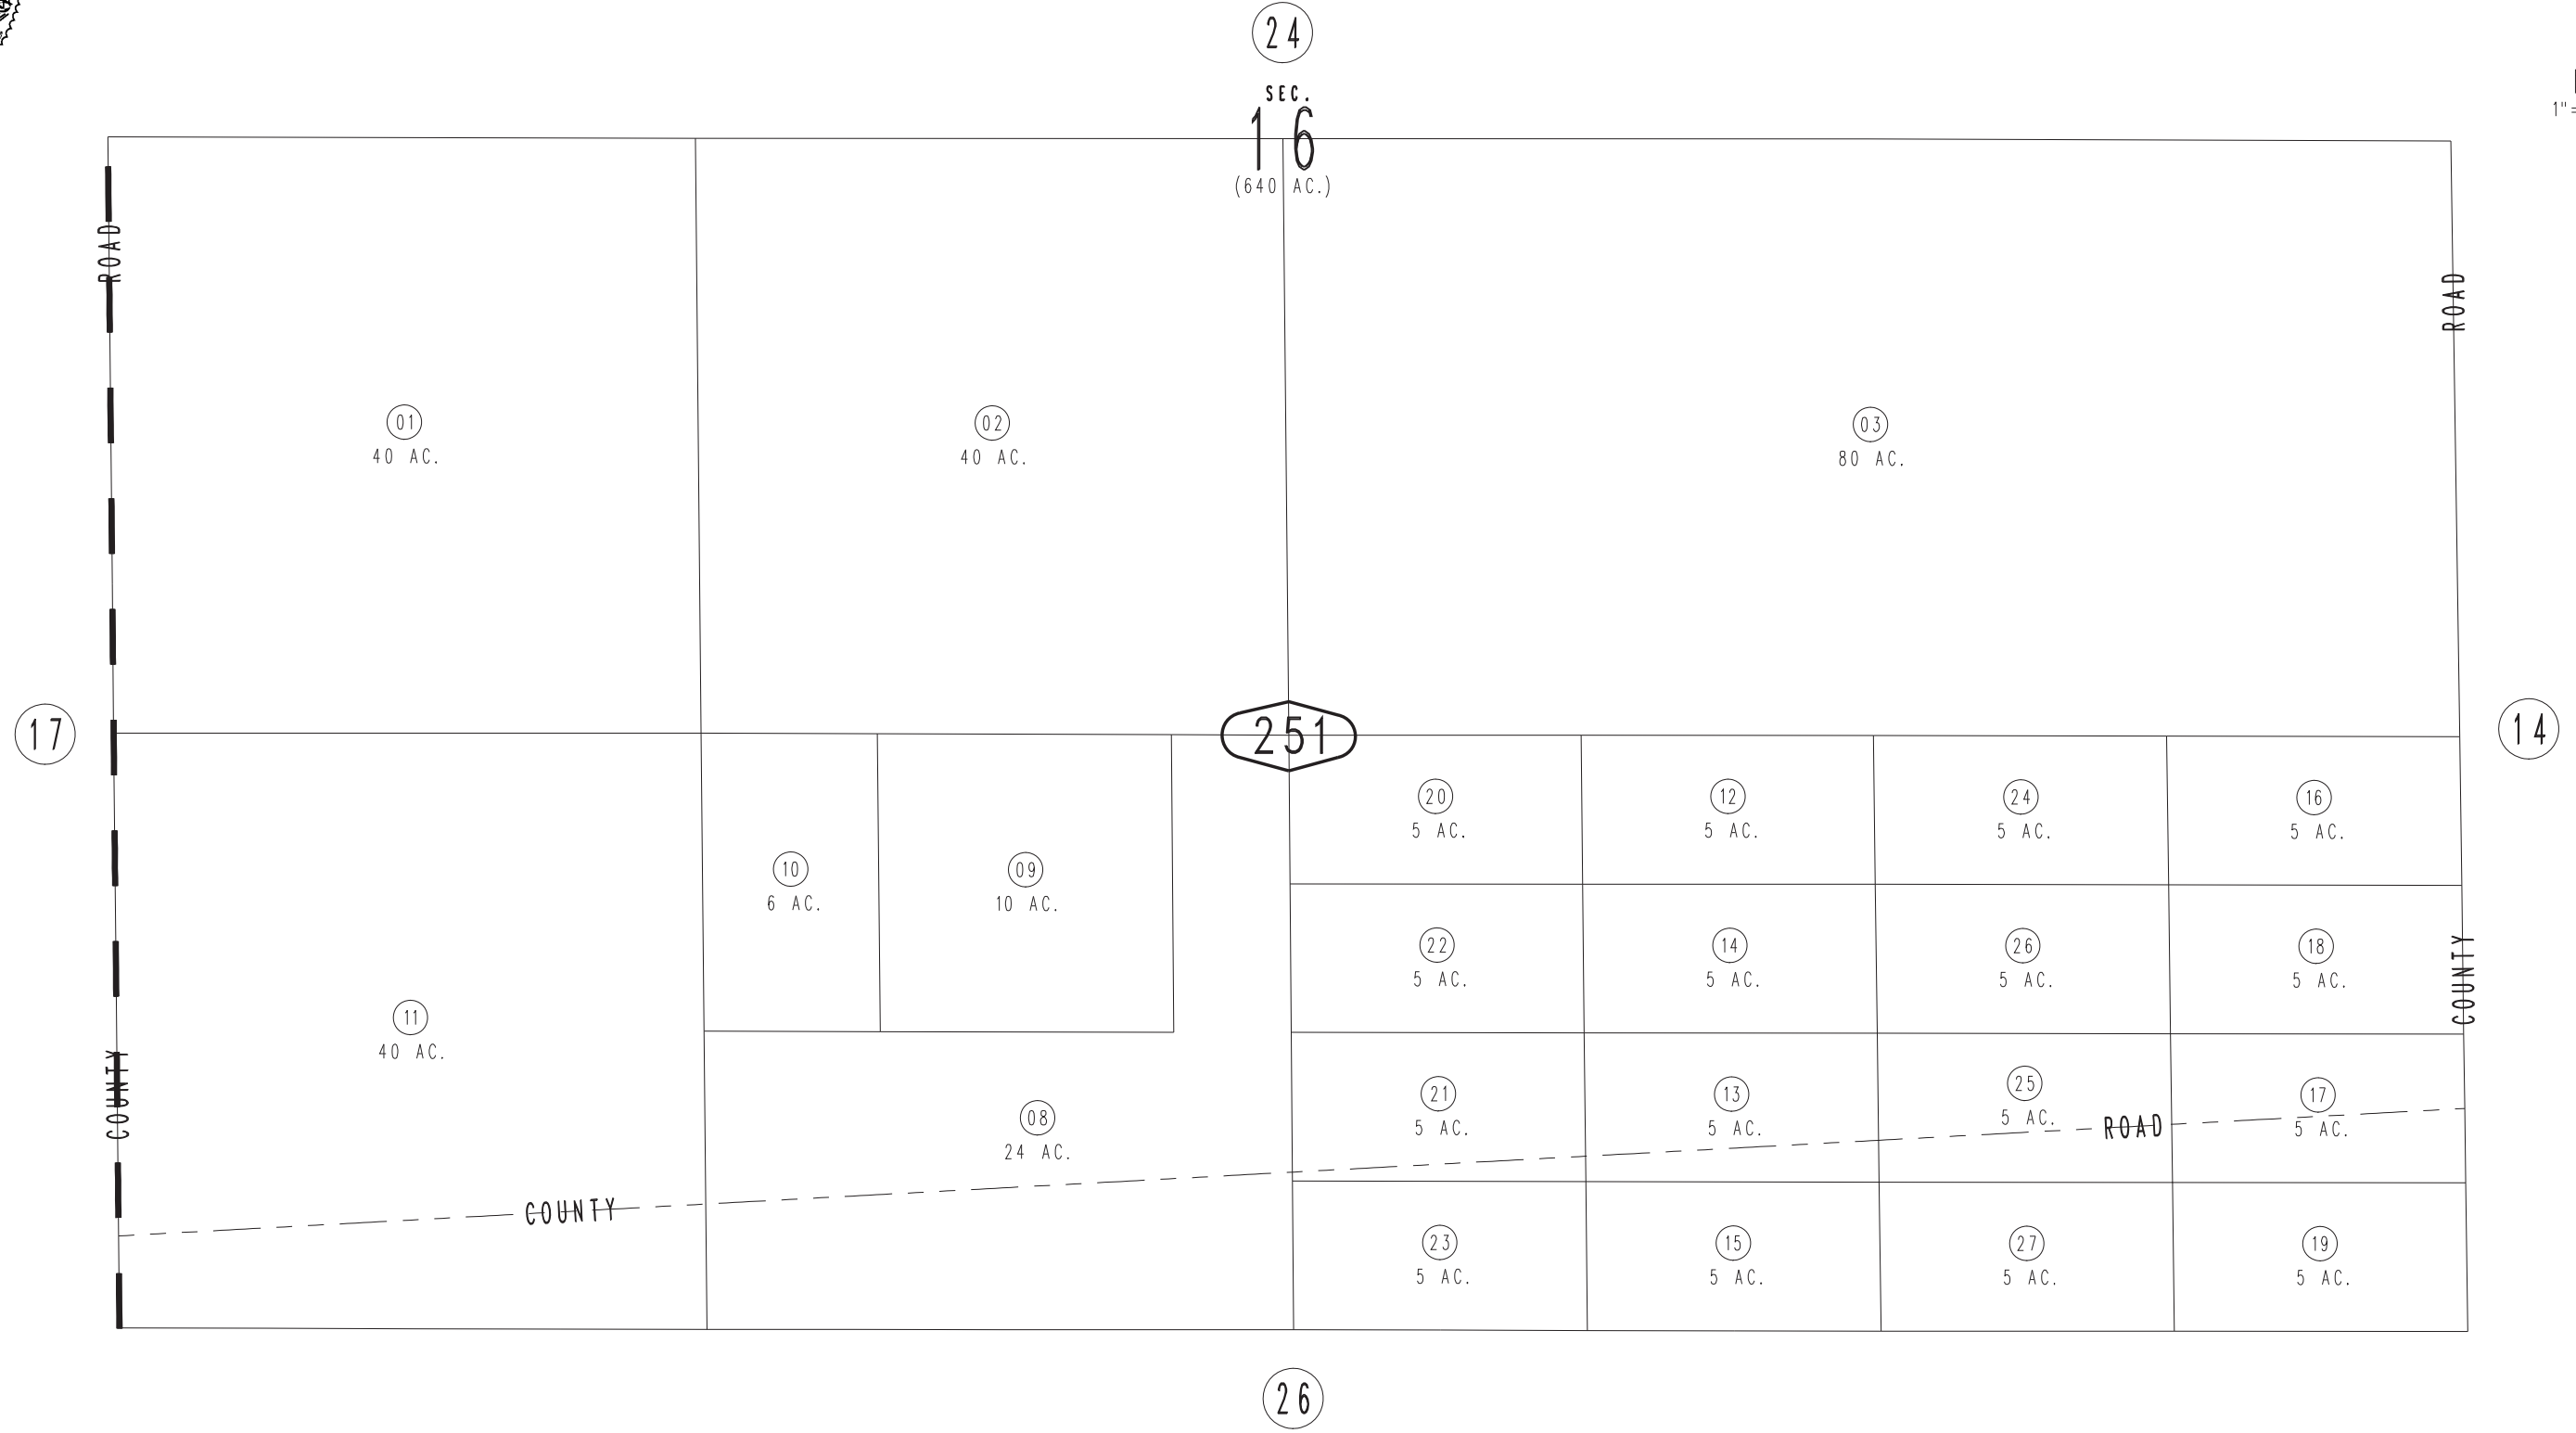 24
SEC.
16
(640 AC.)
1"=
ROAD
ROAD
01
40 AC.
02
40 AC.
03
80 AC.
17
251
14
20
5 AC.
12
5 AC.
24
5 AC.
16
5 AC.
10
6 AC.
09
10 AC.
22
5 AC.
14
5 AC.
26
5 AC.
18
5 AC.
COUNTY
11
40 AC.
COUNTY
08
24 AC.
21
5 AC.
13
5 AC.
25
5 AC.
ROAD
17
5 AC.
COUNTY
23
5 AC.
15
5 AC.
27
5 AC.
19
5 AC.
26